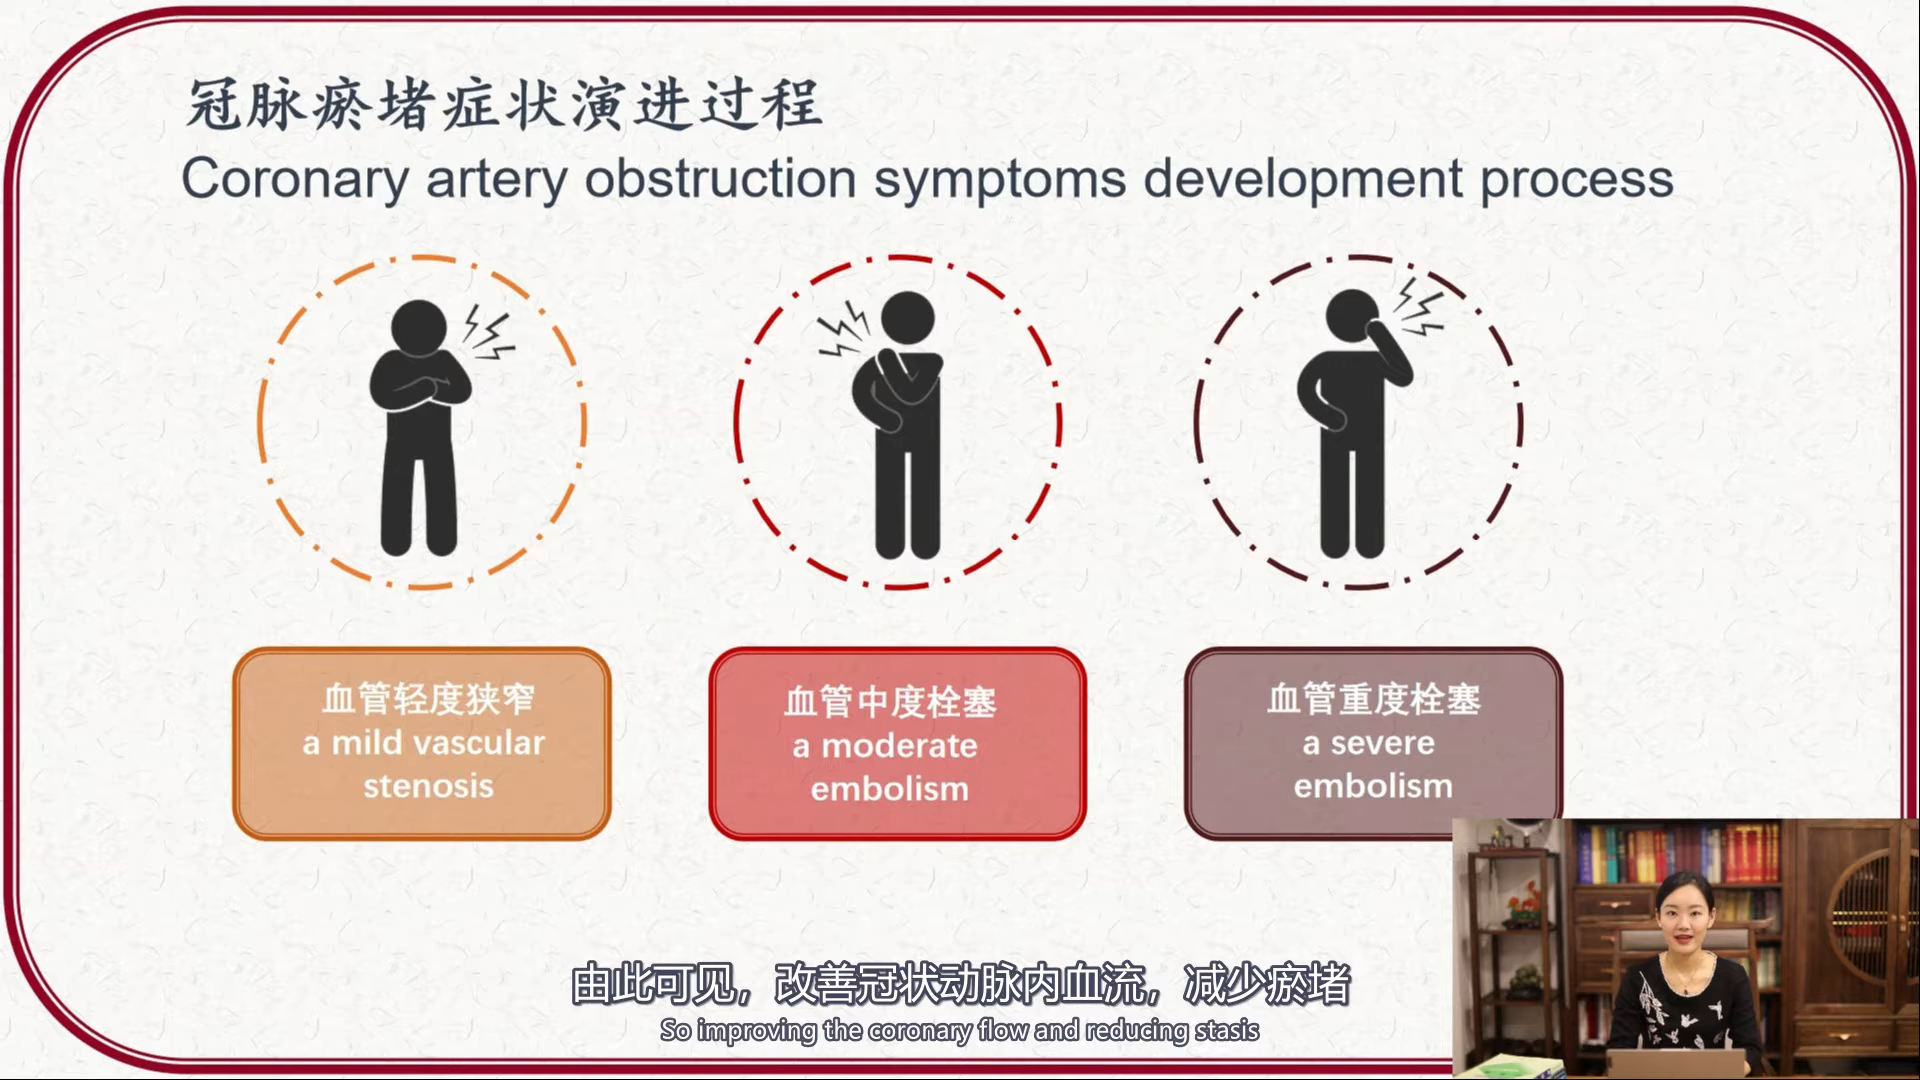 冠脉瘀堵症状演进过程
Coronary artery obstruction symptoms development process
血管轻度狭窄
a mild vascular
stenosis
血管中度栓塞
a moderate
embolism
血管重度栓塞
a severe
embolism
由此可见，改善冠状动脉内血流，减少瘀堵
So improving the coronary flow and reducing stasis